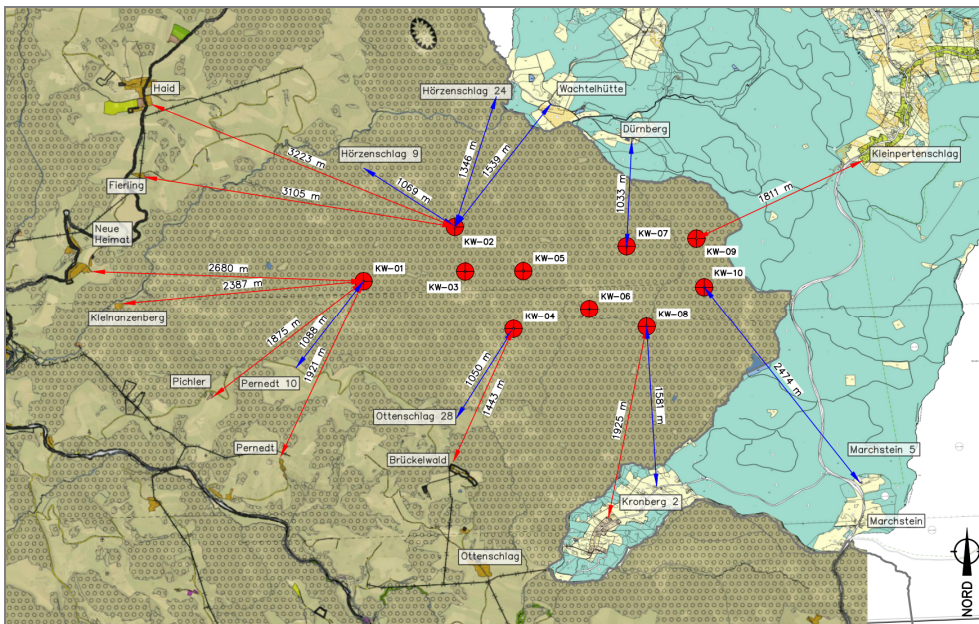 Haid
Hörzenschlag 24
Wachtelhütte
Dürnberg
Hörzenschlag 9
Kleinpertenschlag
3223 m
1346 m
1539 m
Fierling
3105 m
1069 m
1033 m
1811 m
Neue
Heimat
KW-02
KW-07
KW-09
2680 m
KW-01
KW-05
KW-10
2387 m
KW-03
Kleinanzenberg
KW-06
KW-04
KW-08
1875 m
1088 m
1921 m
Pichler
Pernedt 10
1050 m
1443 m
2474 m
1581 m
1925 m
Ottenschlag 28
Pernedt
Brückelwald
Marchstein 5
Kronberg 2
Marchstein
Ottenschlag
NORD